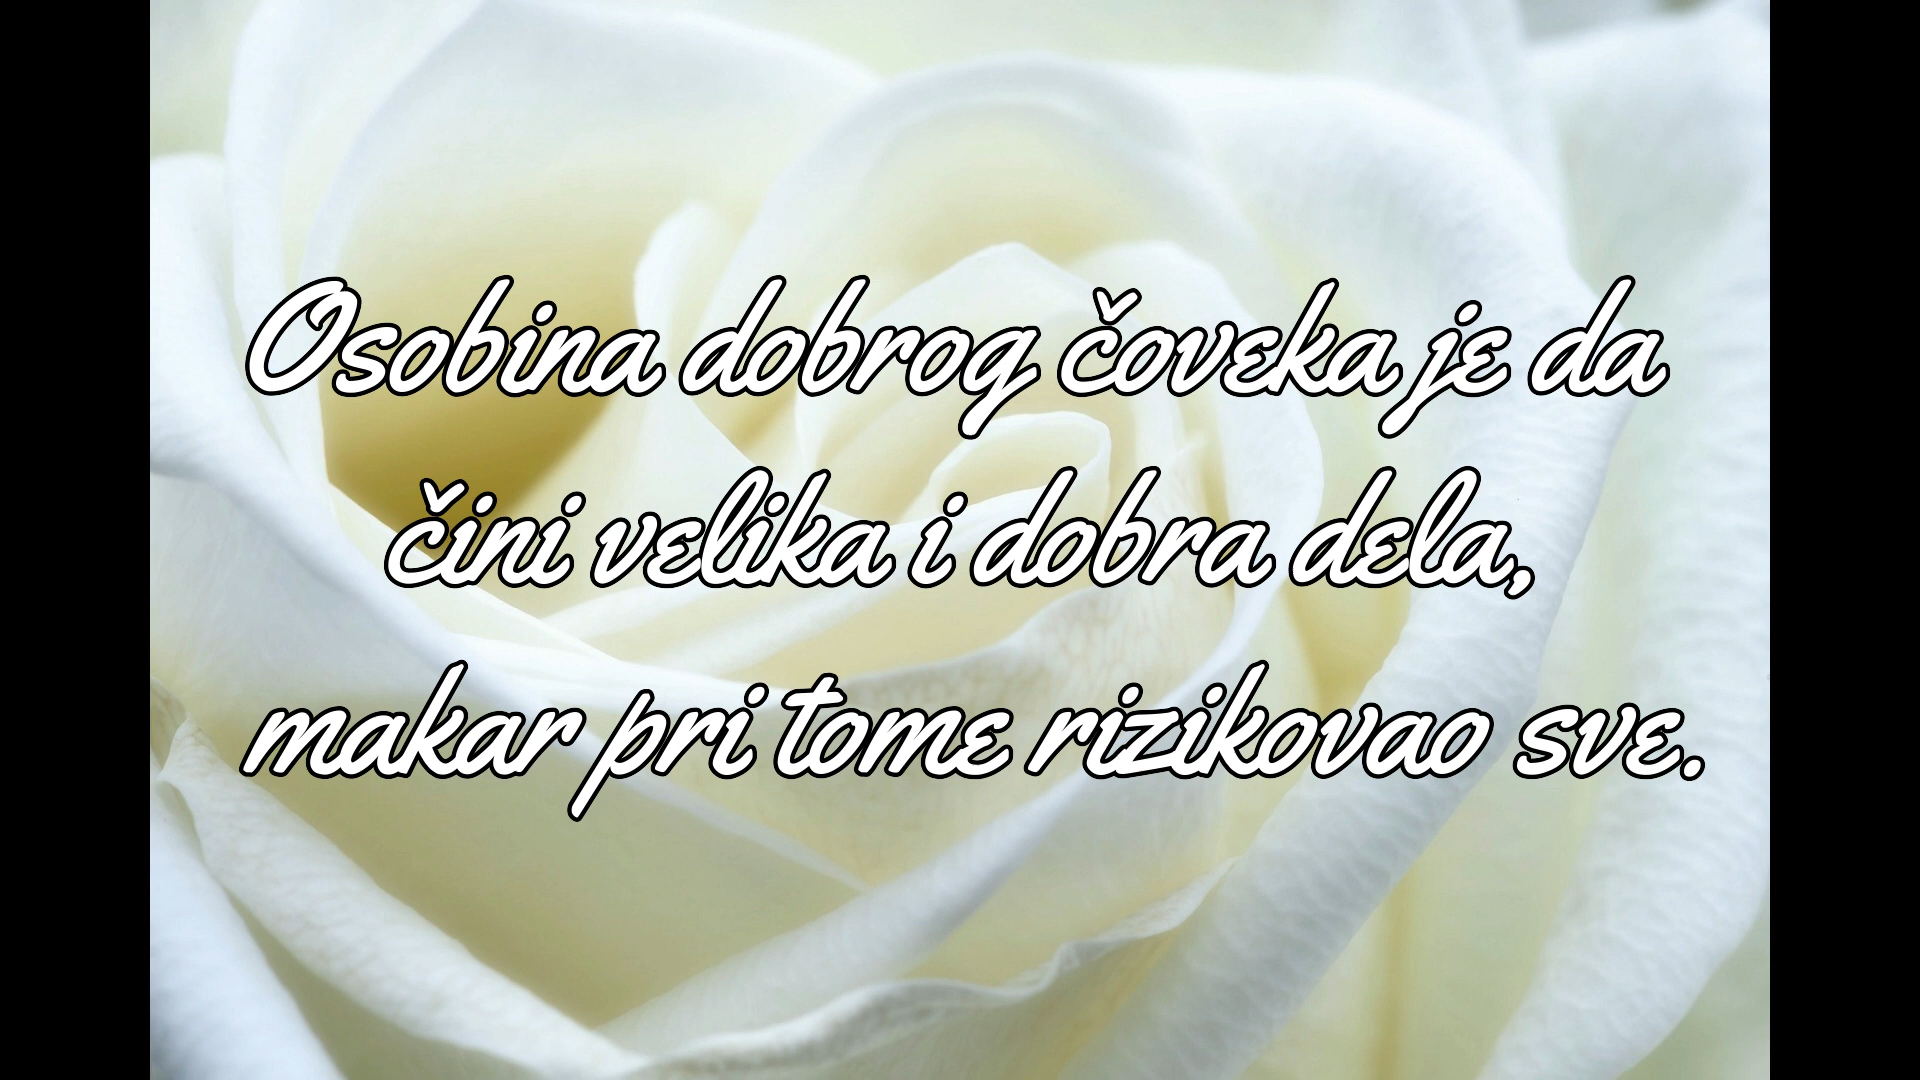 Osobina dobrog čoveka je da
čini velika i dobra dela,
makar pri tome rizikovao sve.